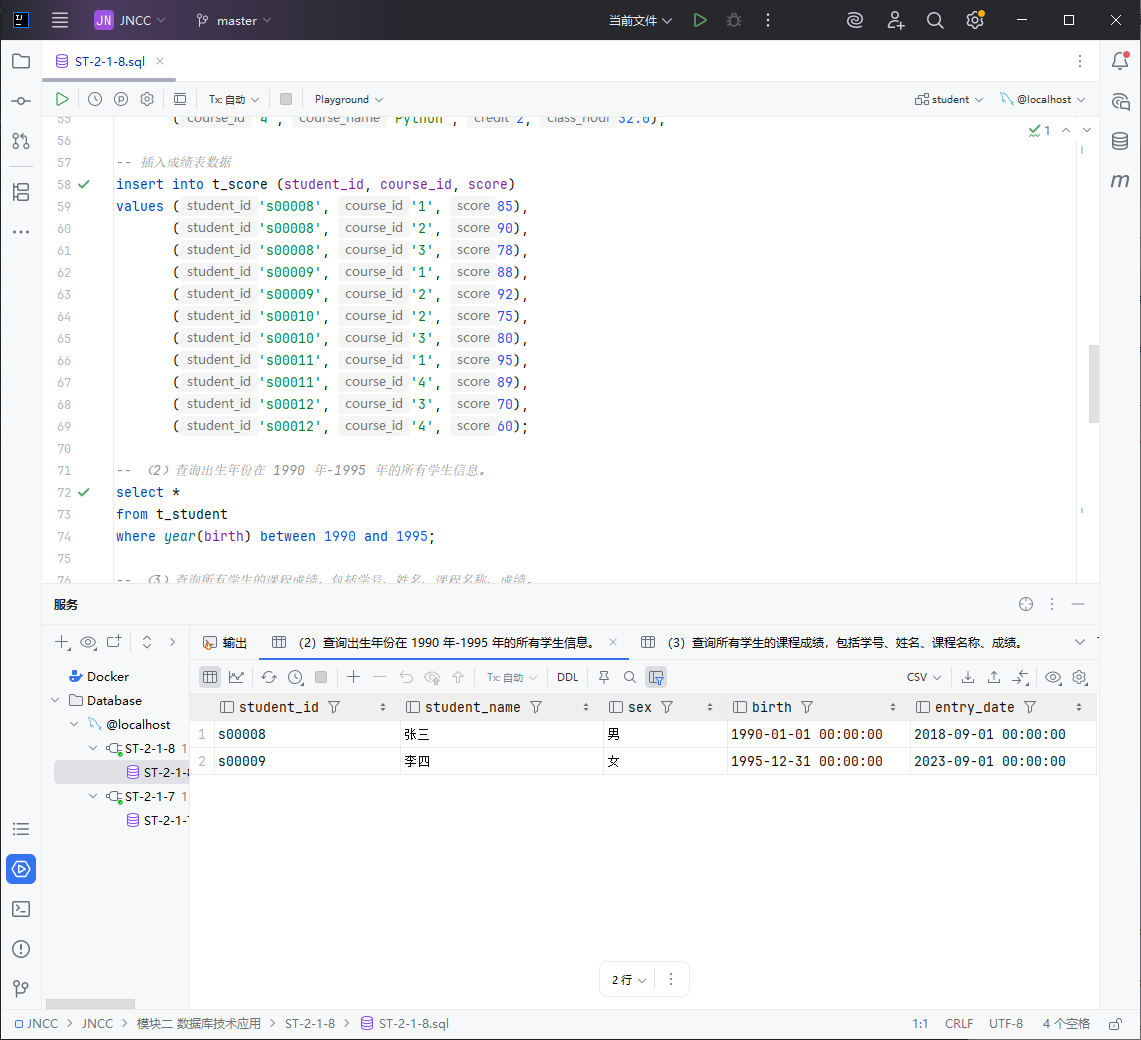 JN JNCC master 当前文件
ST-2-1-8.sql
Tx: 自动 Playground student @localhost
55 ( course_id '4', course_name 'Python', credit 2, class_hour 32.0),
1
56
57 -- 插入成绩表数据
58 insert into t_score (student_id, course_id, score)
59 values ( student_id 's00008', course_id '1', score 85),
60 ( student_id 's00008', course_id '2', score 90),
61 ( student_id 's00008', course_id '3', score 78),
62 ( student_id 's00009', course_id '1', score 88),
63 ( student_id 's00009', course_id '2', score 92),
64 ( student_id 's00010', course_id '2', score 75),
65 ( student_id 's00010', course_id '3', score 80),
66 ( student_id 's00011', course_id '1', score 95),
67 ( student_id 's00011', course_id '4', score 89),
68 ( student_id 's00012', course_id '3', score 70),
69 ( student_id 's00012', course_id '4', score 60);
70
71 -- （2）查询出生年份在 1990 年-1995 年的所有学生信息。
72 select *
73 from t_student
74 where year(birth) between 1990 and 1995;
75
76 -- （3）查询所有学生的课程成绩，包括学号、姓名、课程名称、成绩。
m
服务
输出 （2）查询出生年份在 1990 年-1995 年的所有学生信息。 （3）查询所有学生的课程成绩，包括学号、姓名、课程名称、成绩。
Tx: 自动 DDL CSV
Docker
Database
@localhost
ST-2-1-8 1
ST-2-1-8
ST-2-1-7 1
ST-2-1-7
student_id student_name sex birth entry_date
1 s00008 张三 男 1990-01-01 00:00:00 2018-09-01 00:00:00
2 s00009 李四 女 1995-12-31 00:00:00 2023-09-01 00:00:00
2 行
JNCC JNCC 模块二 数据库技术应用 ST-2-1-8 ST-2-1-8.sql 1:1 CRLF UTF-8 4 个空格